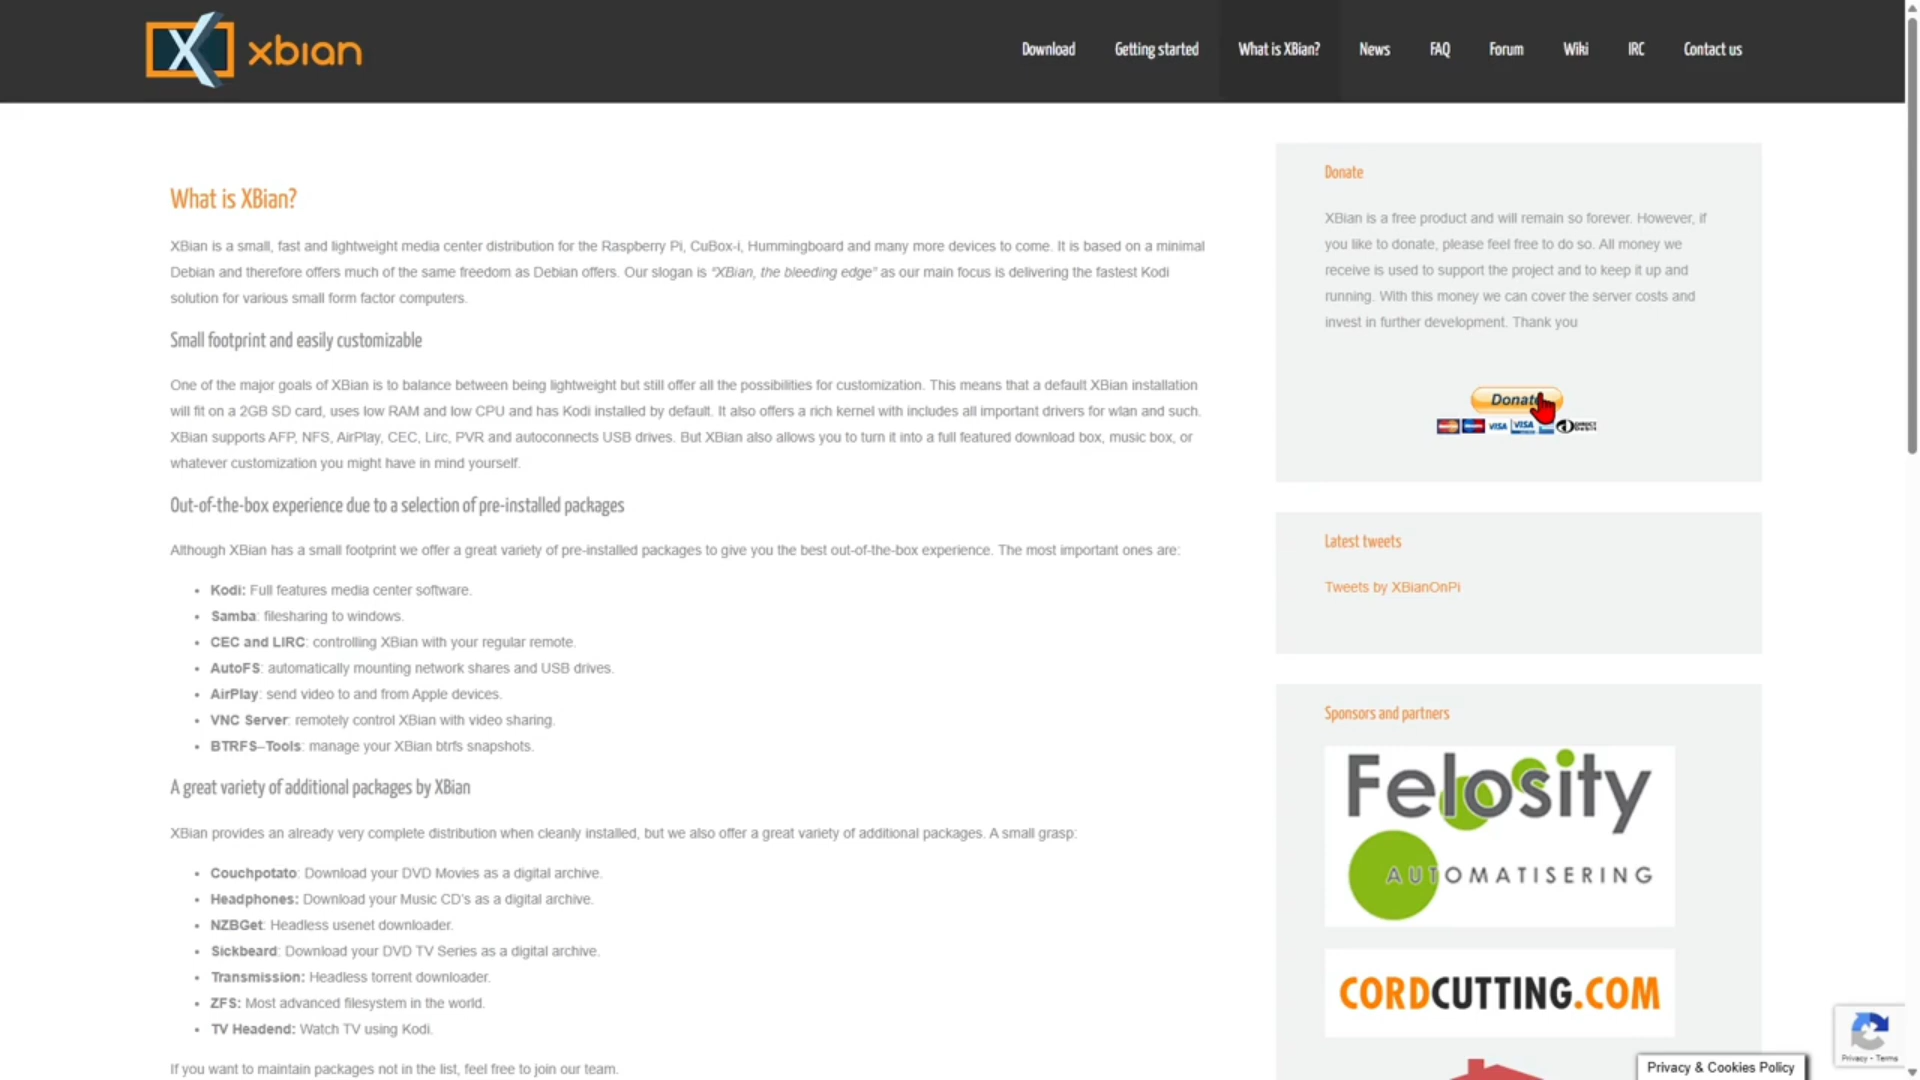 xbian
Download
Getting started
What is XBian?
News
FAQ
Forum
Wiki
IRC
Contact us
What is XBian?
XBian is a small, fast and lightweight media center distribution for the Raspberry Pi, CuBox-i, Hummingboard and many more devices to come. It is based on a minimal
Debian and therefore offers much of the same freedom as Debian offers. Our slogan is "XBian, the bleeding edge" as our main focus is delivering the fastest Kodi
solution for various small form factor computers.
Small footprint and easily customizable
One of the major goals of XBian is to balance between being lightweight but still offer all the possibilities for customization. This means that a default XBian installation
will fit on a 2GB SD card, uses low RAM and low CPU and has Kodi installed by default. It also offers a rich kernel with includes all important drivers for wlan and such.
XBian supports AFP, NFS, AirPlay, CEC, Lirc, PVR and autoconnects USB drives. But XBian also allows you to turn it into a full featured download box, music box, or
whatever customization you might have in mind yourself.
Out-of-the-box experience due to a selection of pre-installed packages
Although XBian has a small footprint we offer a great variety of pre-installed packages to give you the best out-of-the-box experience. The most important ones are:
• Kodi: Full features media center software.
• Samba: filesharing to windows.
• CEC and LIRC: controlling XBian with your regular remote.
• AutoFS: automatically mounting network shares and USB drives.
• AirPlay: send video to and from Apple devices.
• VNC Server: remotely control XBian with video sharing.
• BTRFS–Tools: manage your XBian btrfs snapshots.
A great variety of additional packages by XBian
XBian provides an already very complete distribution when cleanly installed, but we also offer a great variety of additional packages. A small grasp:
• Couchpotato: Download your DVD Movies as a digital archive.
• Headphones: Download your Music CD's as a digital archive.
• NZBGet: Headless usenet downloader.
• Sickbeard: Download your DVD TV Series as a digital archive.
• Transmission: Headless torrent downloader.
• ZFS: Most advanced filesystem in the world.
• TV Headend: Watch TV using Kodi.
If you want to maintain packages not in the list, feel free to join our team.
Donate
XBian is a free product and will remain so forever. However, if
you like to donate, please feel free to do so. All money we
receive is used to support the project and to keep it up and
running. With this money we can cover the server costs and
invest in further development. Thank you
Donate
VISA VISA DIRECT Debit
Latest tweets
Tweets by XBianOnPi
Sponsors and partners
Felosity
AUTOMATISERING
CORDCUTTING.COM
Privacy - Terms
Privacy & Cookies Policy